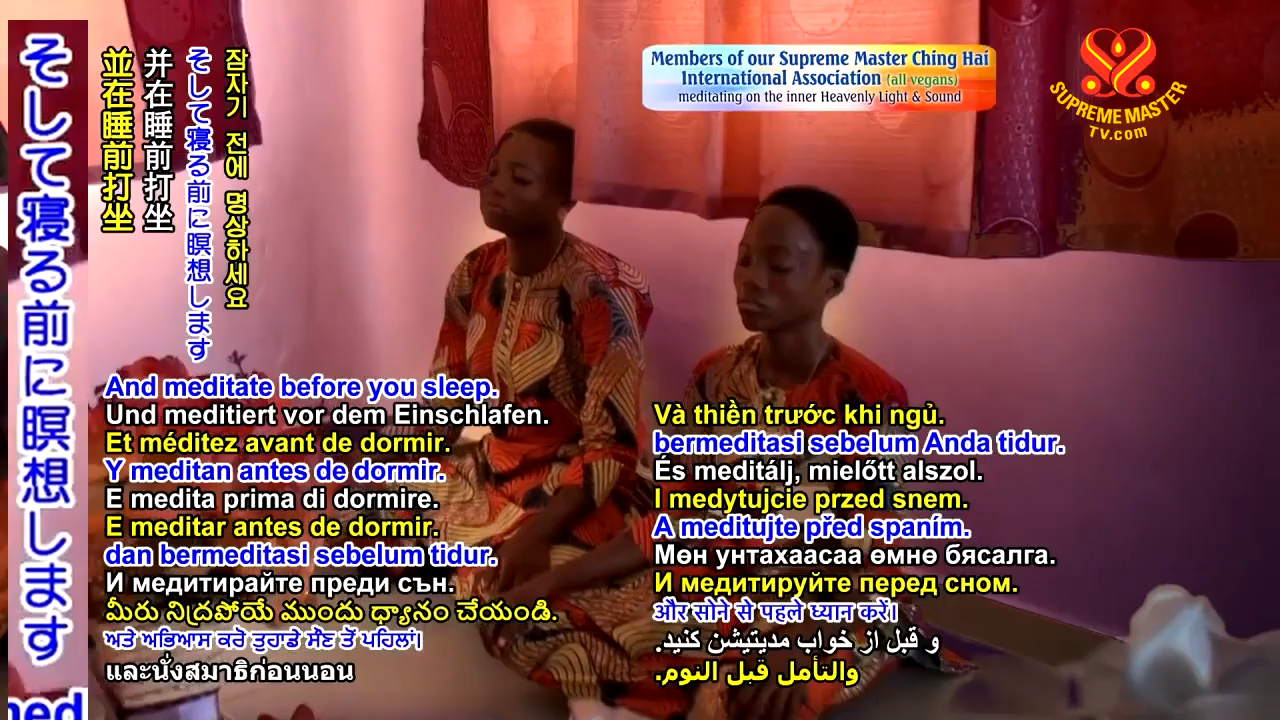 そして寝る前に瞑想します
並在睡前打坐
并在睡前打坐
そして寝る前に瞑想します
잠자기 전에 명상하세요
Members of our Supreme Master Ching Hai
International Association (all vegans)
meditating on the inner Heavenly Light & Sound
SUPREME MASTER
TV.com
And meditate before you sleep.
Und meditiert vor dem Einschlafen.
Et méditez avant de dormir.
Y meditan antes de dormir.
E medita prima di dormire.
E meditar antes de dormir.
dan bermeditasi sebelum tidur.
И медитирайте преди сън.
మీరు నిద్రపోయే ముందు ధ్యానం చేయండి.
ਅਤੇ ਅਭਿਆਸ ਕਰੋ ਤੁਹਾਡੇ ਸੌਣ ਤੋਂ ਪਹਿਲਾਂ।
และนั่งสมาธิก่อนนอน
Và thiền trước khi ngủ.
bermeditasi sebelum Anda tidur.
És meditálj, mielőtt alszol.
I medytujcie przed snem.
A meditujte před spaním.
Мөн унтахаасаа өмнө бясалга.
И медитируйте перед сном.
और सोने से पहले ध्यान करें।
و قبل از خواب مدیتیشن کنید.
والتأمل قبل النوم.